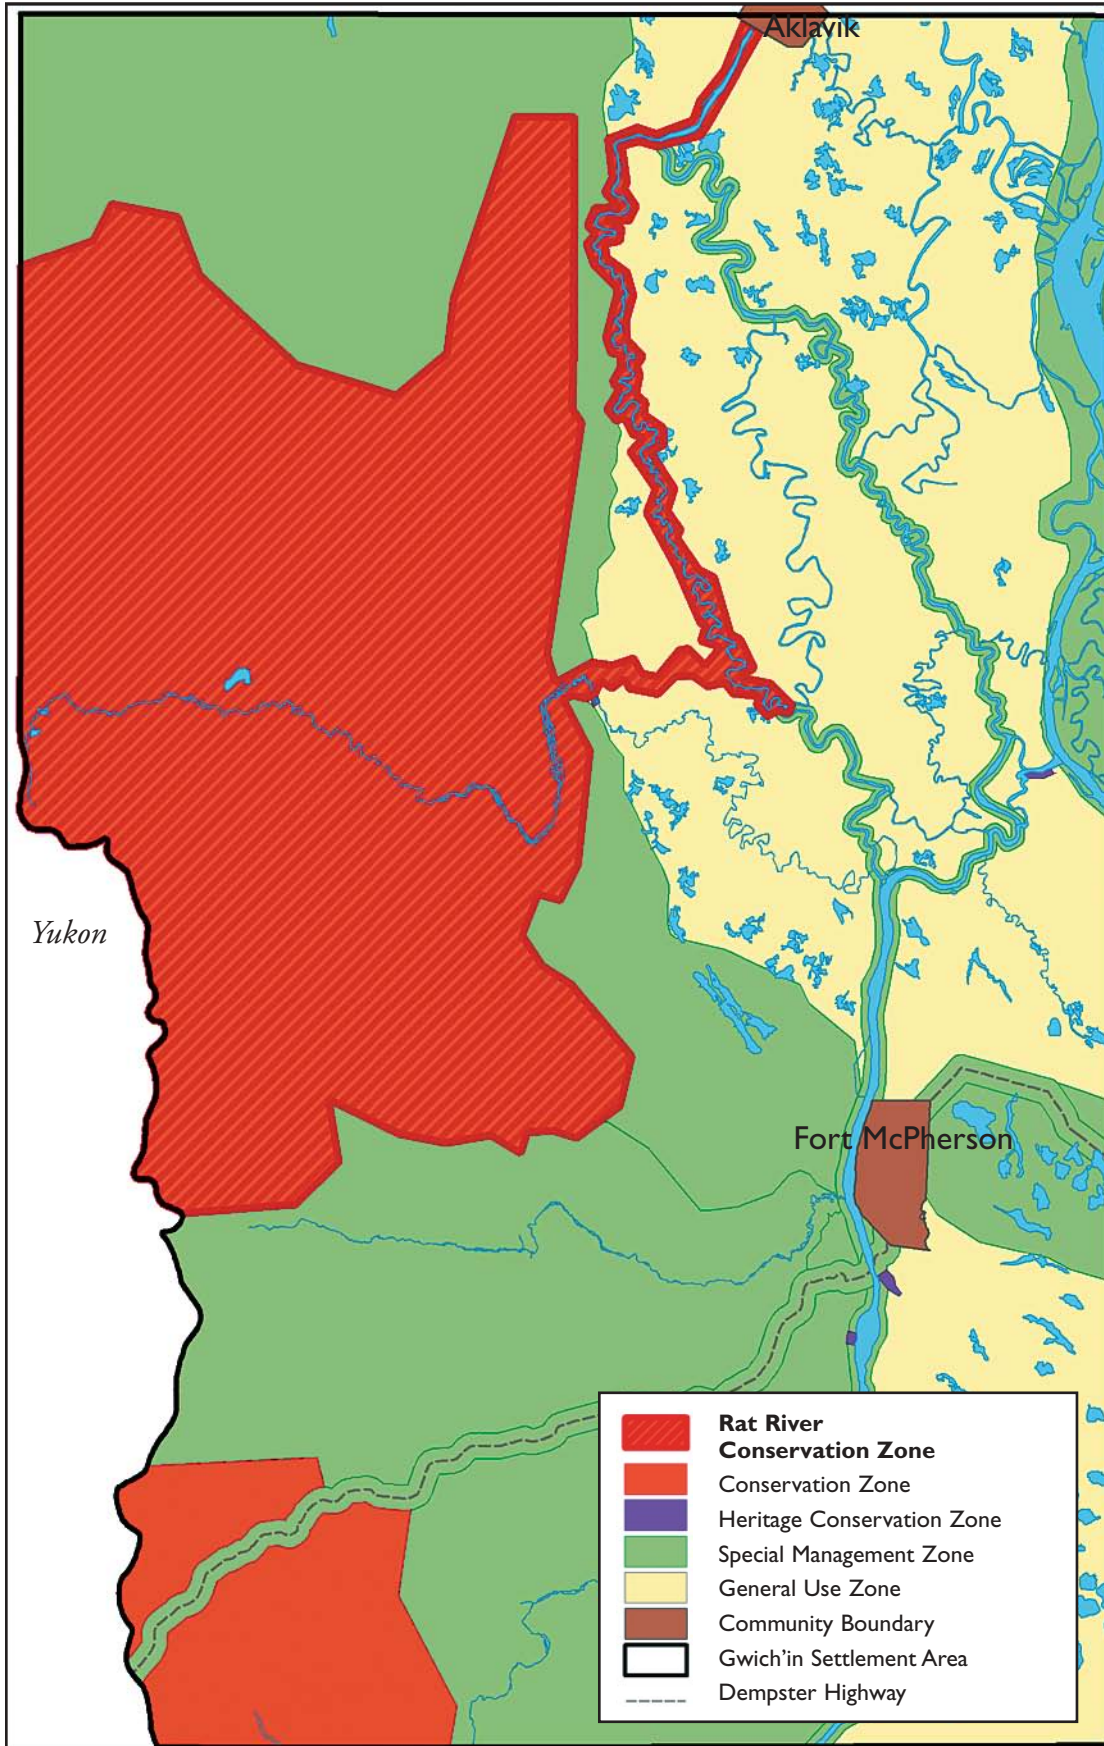 Aklavik
Yukon
Fort McPherson
Rat River
Conservation Zone
Conservation Zone
Heritage Conservation Zone
Special Management Zone
General Use Zone
Community Boundary
Gwich'in Settlement Area
Dempster Highway